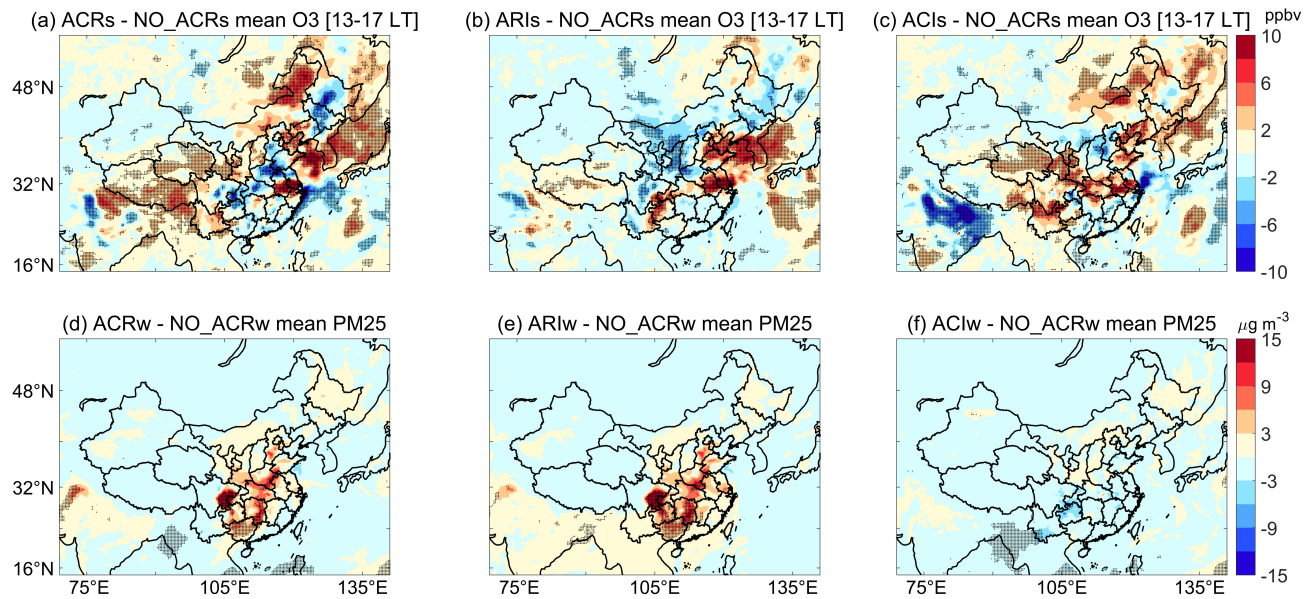 (a) ACRs - NO_ACRs mean O3 [13-17 LT]
(b) ARIs - NO_ACRs mean O3 [13-17 LT]
(c) ACIs - NO_ACRs mean O3 [13-17 LT]
ppbv
48°N
32°N
16°N
10
6
2
-2
-6
-10
(d) ACRw - NO_ACRw mean PM25
(e) ARIw - NO_ACRw mean PM25
(f) ACIw - NO_ACRw mean PM25
μg m-3
48°N
32°N
16°N
75°E
105°E
135°E
75°E
105°E
135°E
75°E
105°E
135°E
15
9
3
-3
-9
-15